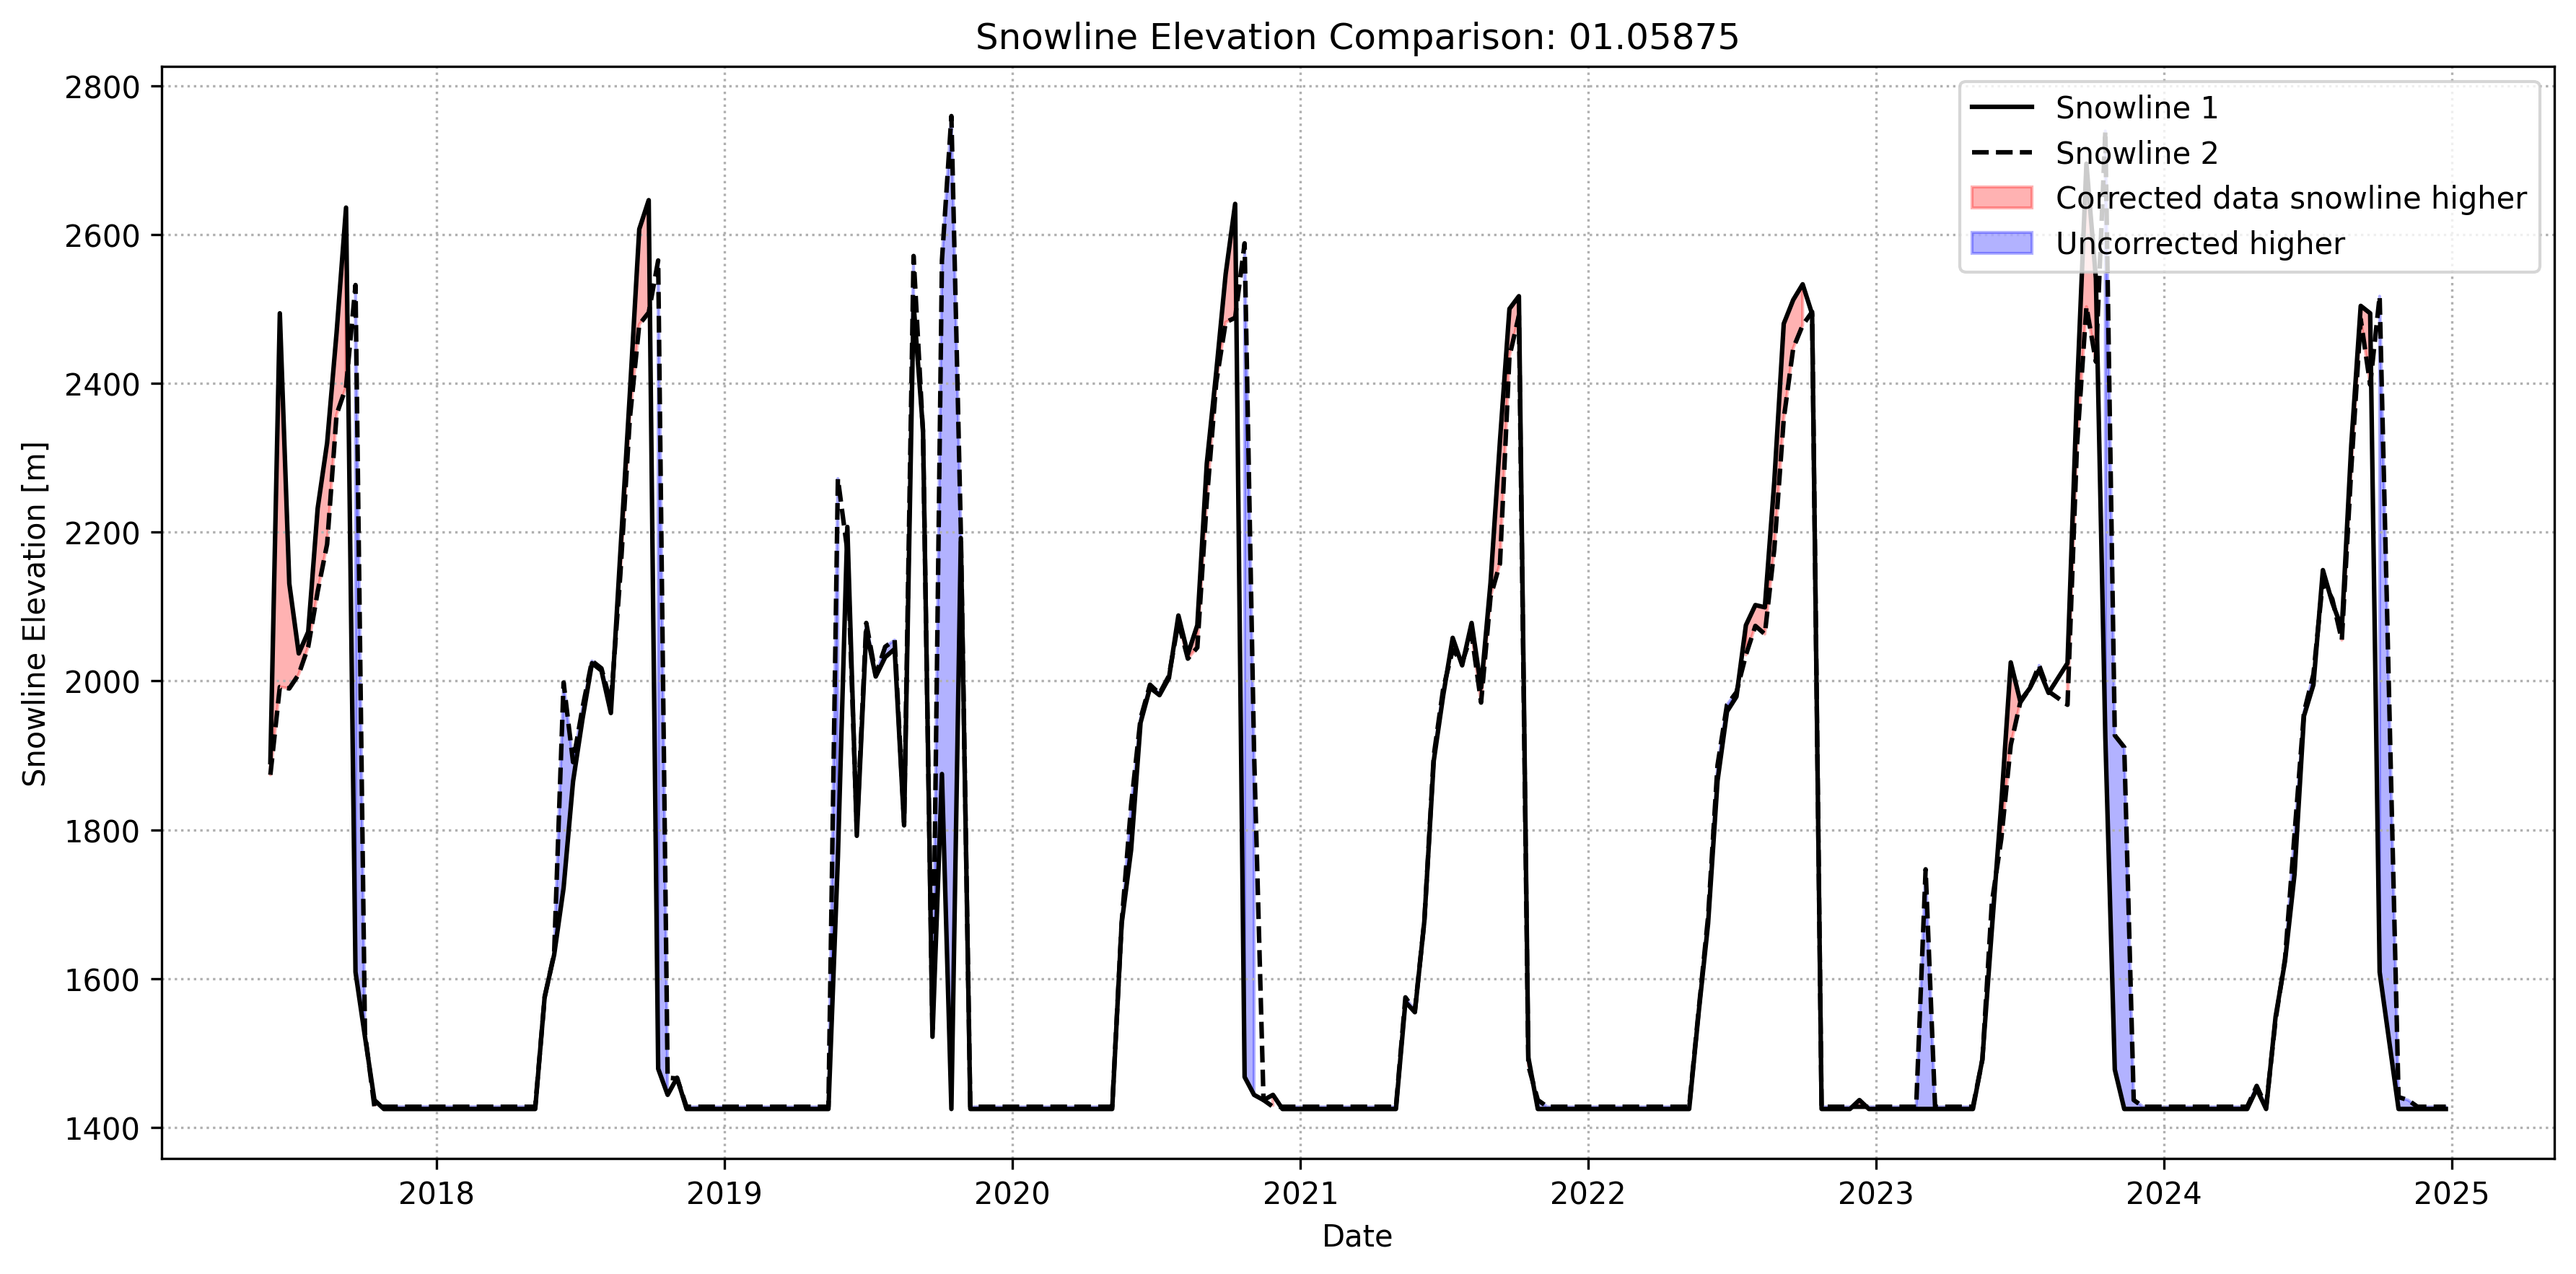 Snowline Elevation Comparison: 01.05875
Snowline 1
Snowline 2
Corrected data snowline higher
Uncorrected higher
Snowline Elevation [m]
2800
2600
2400
2200
2000
1800
1600
1400
2018 2019 2020 2021 2022 2023 2024 2025
Date